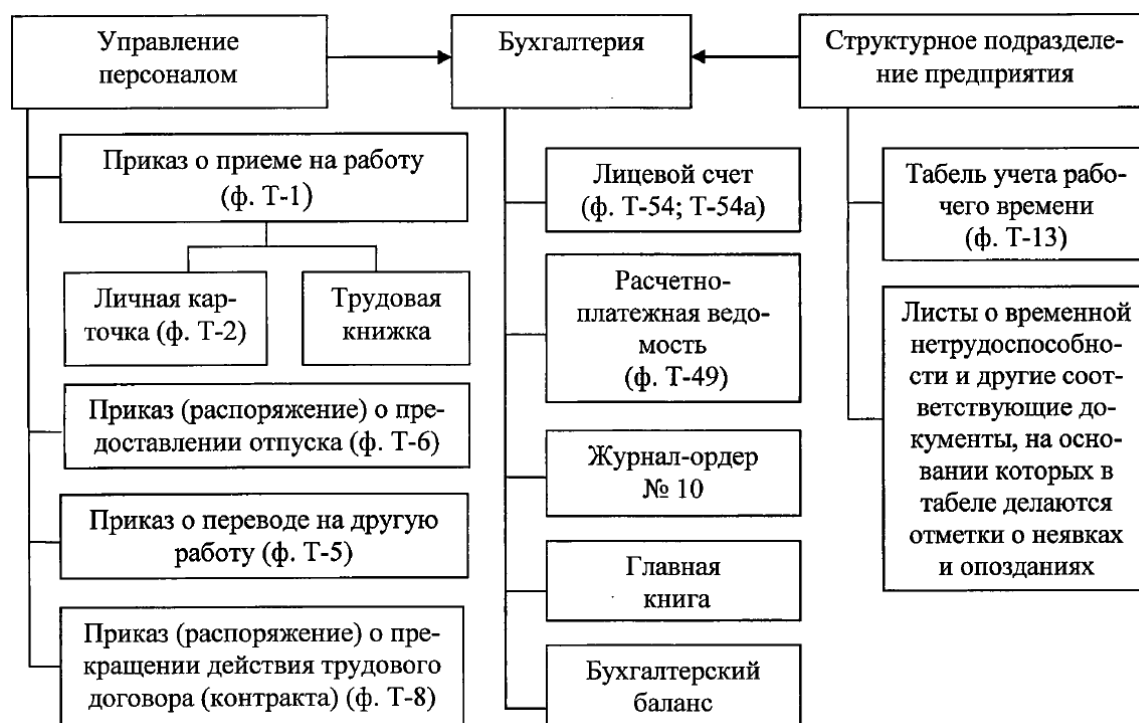 Управление
персоналом
Бухгалтерия
Структурное подразделе-
ние предприятия
Приказ о приеме на работу
(ф. Т-1)
Личная кар-
точка (ф. Т-2)
Трудовая
книжка
Приказ (распоряжение) о пре-
доставлении отпуска (ф. Т-6)
Приказ о переводе на другую
работу (ф. Т-5)
Приказ (распоряжение) о пре-
кращении действия трудового
договора (контракта) (ф. Т-8)
Лицевой счет
(ф. Т-54; Т-54а)
Расчетно-
платежная ведо-
мость
(ф. Т-49)
Журнал-ордер
№ 10
Главная
книга
Бухгалтерский
баланс
Табель учета рабо-
чего времени
(ф. Т-13)
Листы о временной
нетрудоспособно-
сти и другие соот-
ветствующие до-
кументы, на осно-
вании которых в
табеле делаются
отметки о неявках
и опозданиях